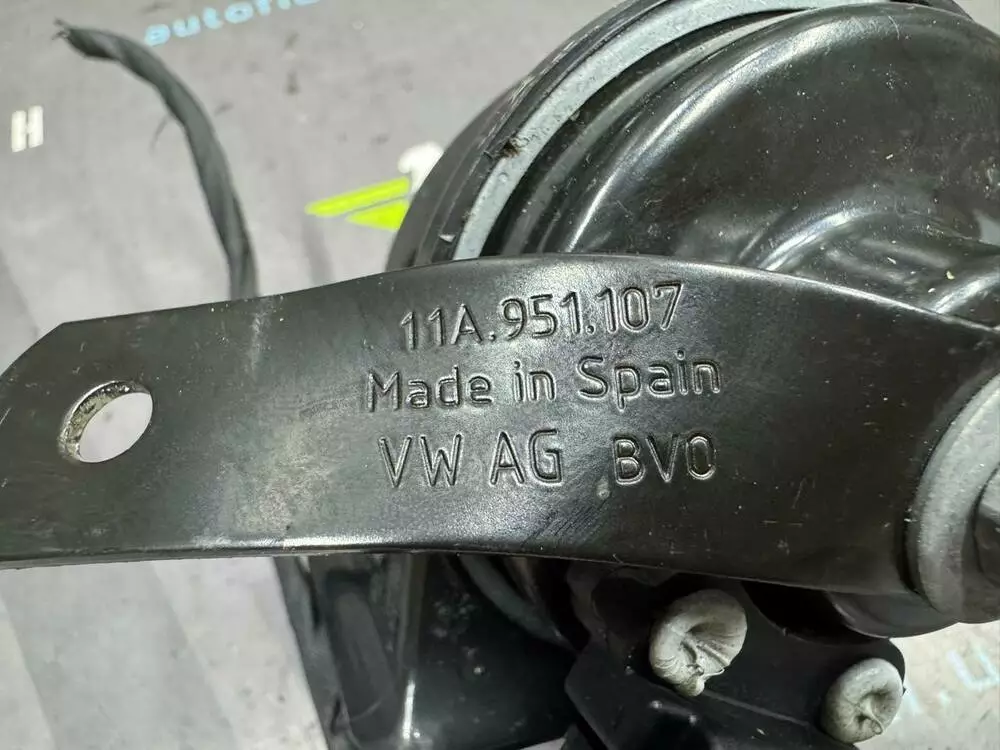 H
11A.951.107
Made in Spain
VW AG BVO